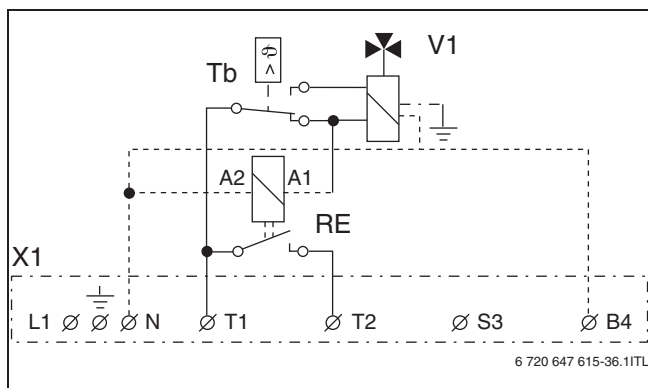 V1
Tb
ϑ <
A2 A1
RE
X1
L1 N T1 T2 S3 B4
6 720 647 615-36.1ITL